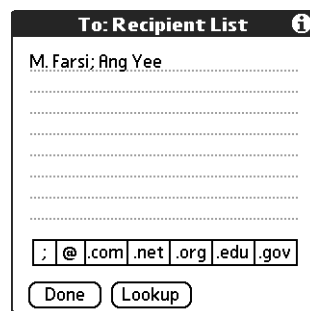 To: Recipient List i
M. Farsi; Ang Yee
; @ .com .net .org .edu .gov
Done Lookup